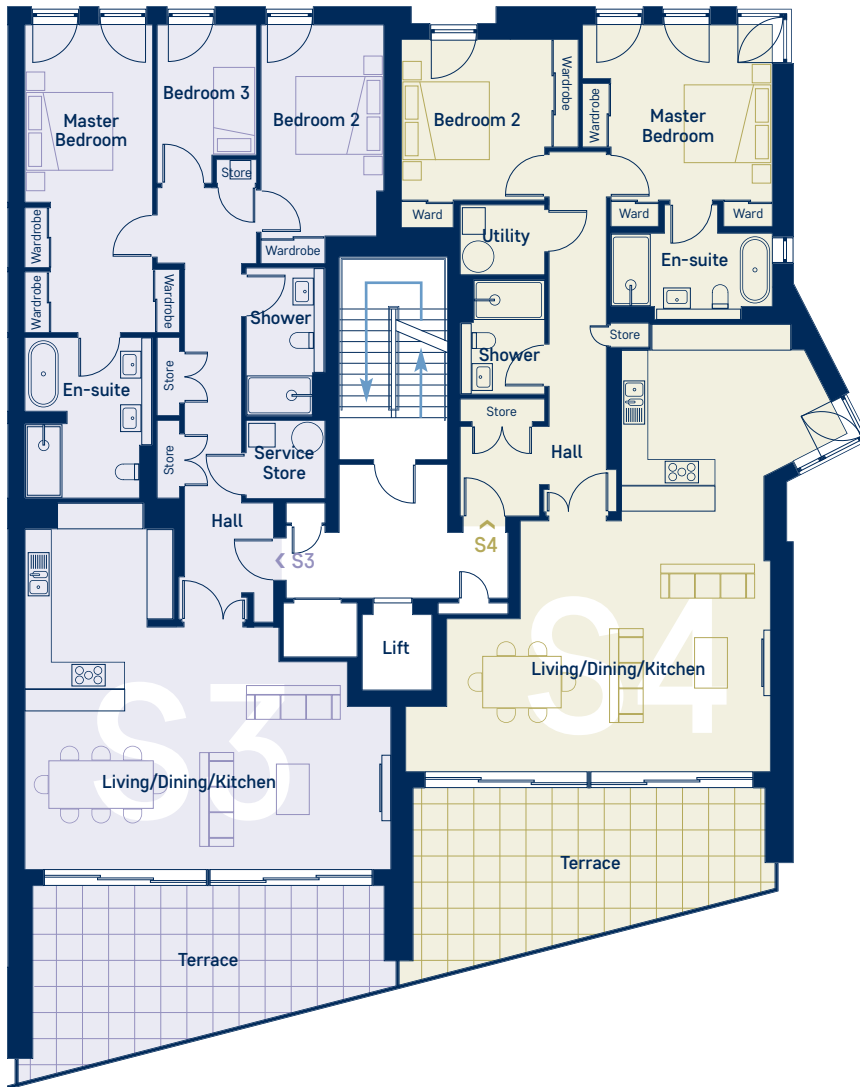 Master
Bedroom
Bedroom 3
Bedroom 2
Store
Wardrobe
Wardrobe
Wardrobe
Wardrobe
En-suite
Shower
Store
Store
Service
Store
Hall
S3
S3
Living/Dining/Kitchen
Terrace
Lift
Bedroom 2
Wardrobe
Wardrobe
Master
Bedroom
Ward
Ward
Ward
Utility
En-suite
Shower
Store
Store
Hall
S4
S4
Living/Dining/Kitchen
Terrace